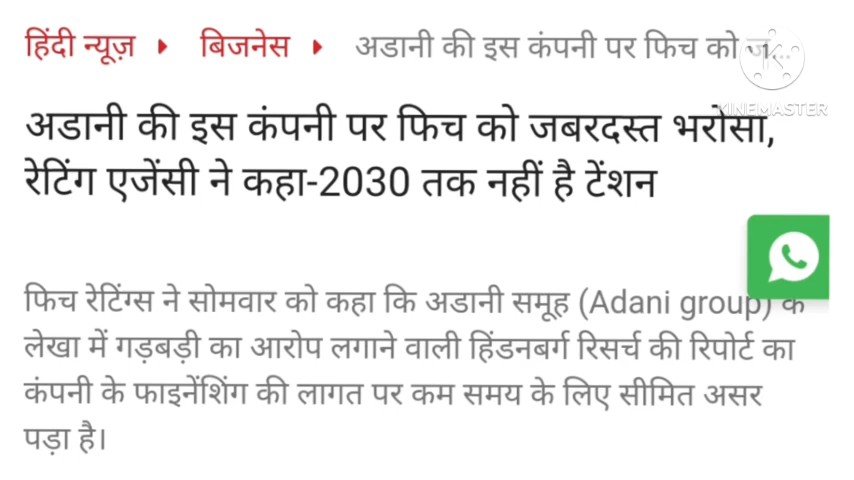 हिंदी न्यूज़ बिजनेस अडानी की इस कंपनी पर फिच को
KINEMASTER
अडानी की इस कंपनी पर फिच को जबरदस्त भरोसा,
रेटिंग एजेंसी ने कहा-2030 तक नहीं है टेंशन
फिच रेटिंग्स ने सोमवार को कहा कि अडानी समूह (Adani group) के
लेखा में गड़बड़ी का आरोप लगाने वाली हिंडनबर्ग रिसर्च की रिपोर्ट का
कंपनी के फाइनेंशिंग की लागत पर कम समय के लिए सीमित असर
पड़ा है।